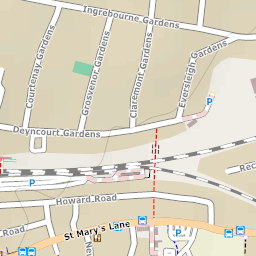 Ingrebourne Gardens
Courtenay Gardens
Grosvenor Gardens
Claremont Gardens
Eversleigh Gardens
P
Deyncourt Gardens
P
Howard Road
St Mary's Lane
P